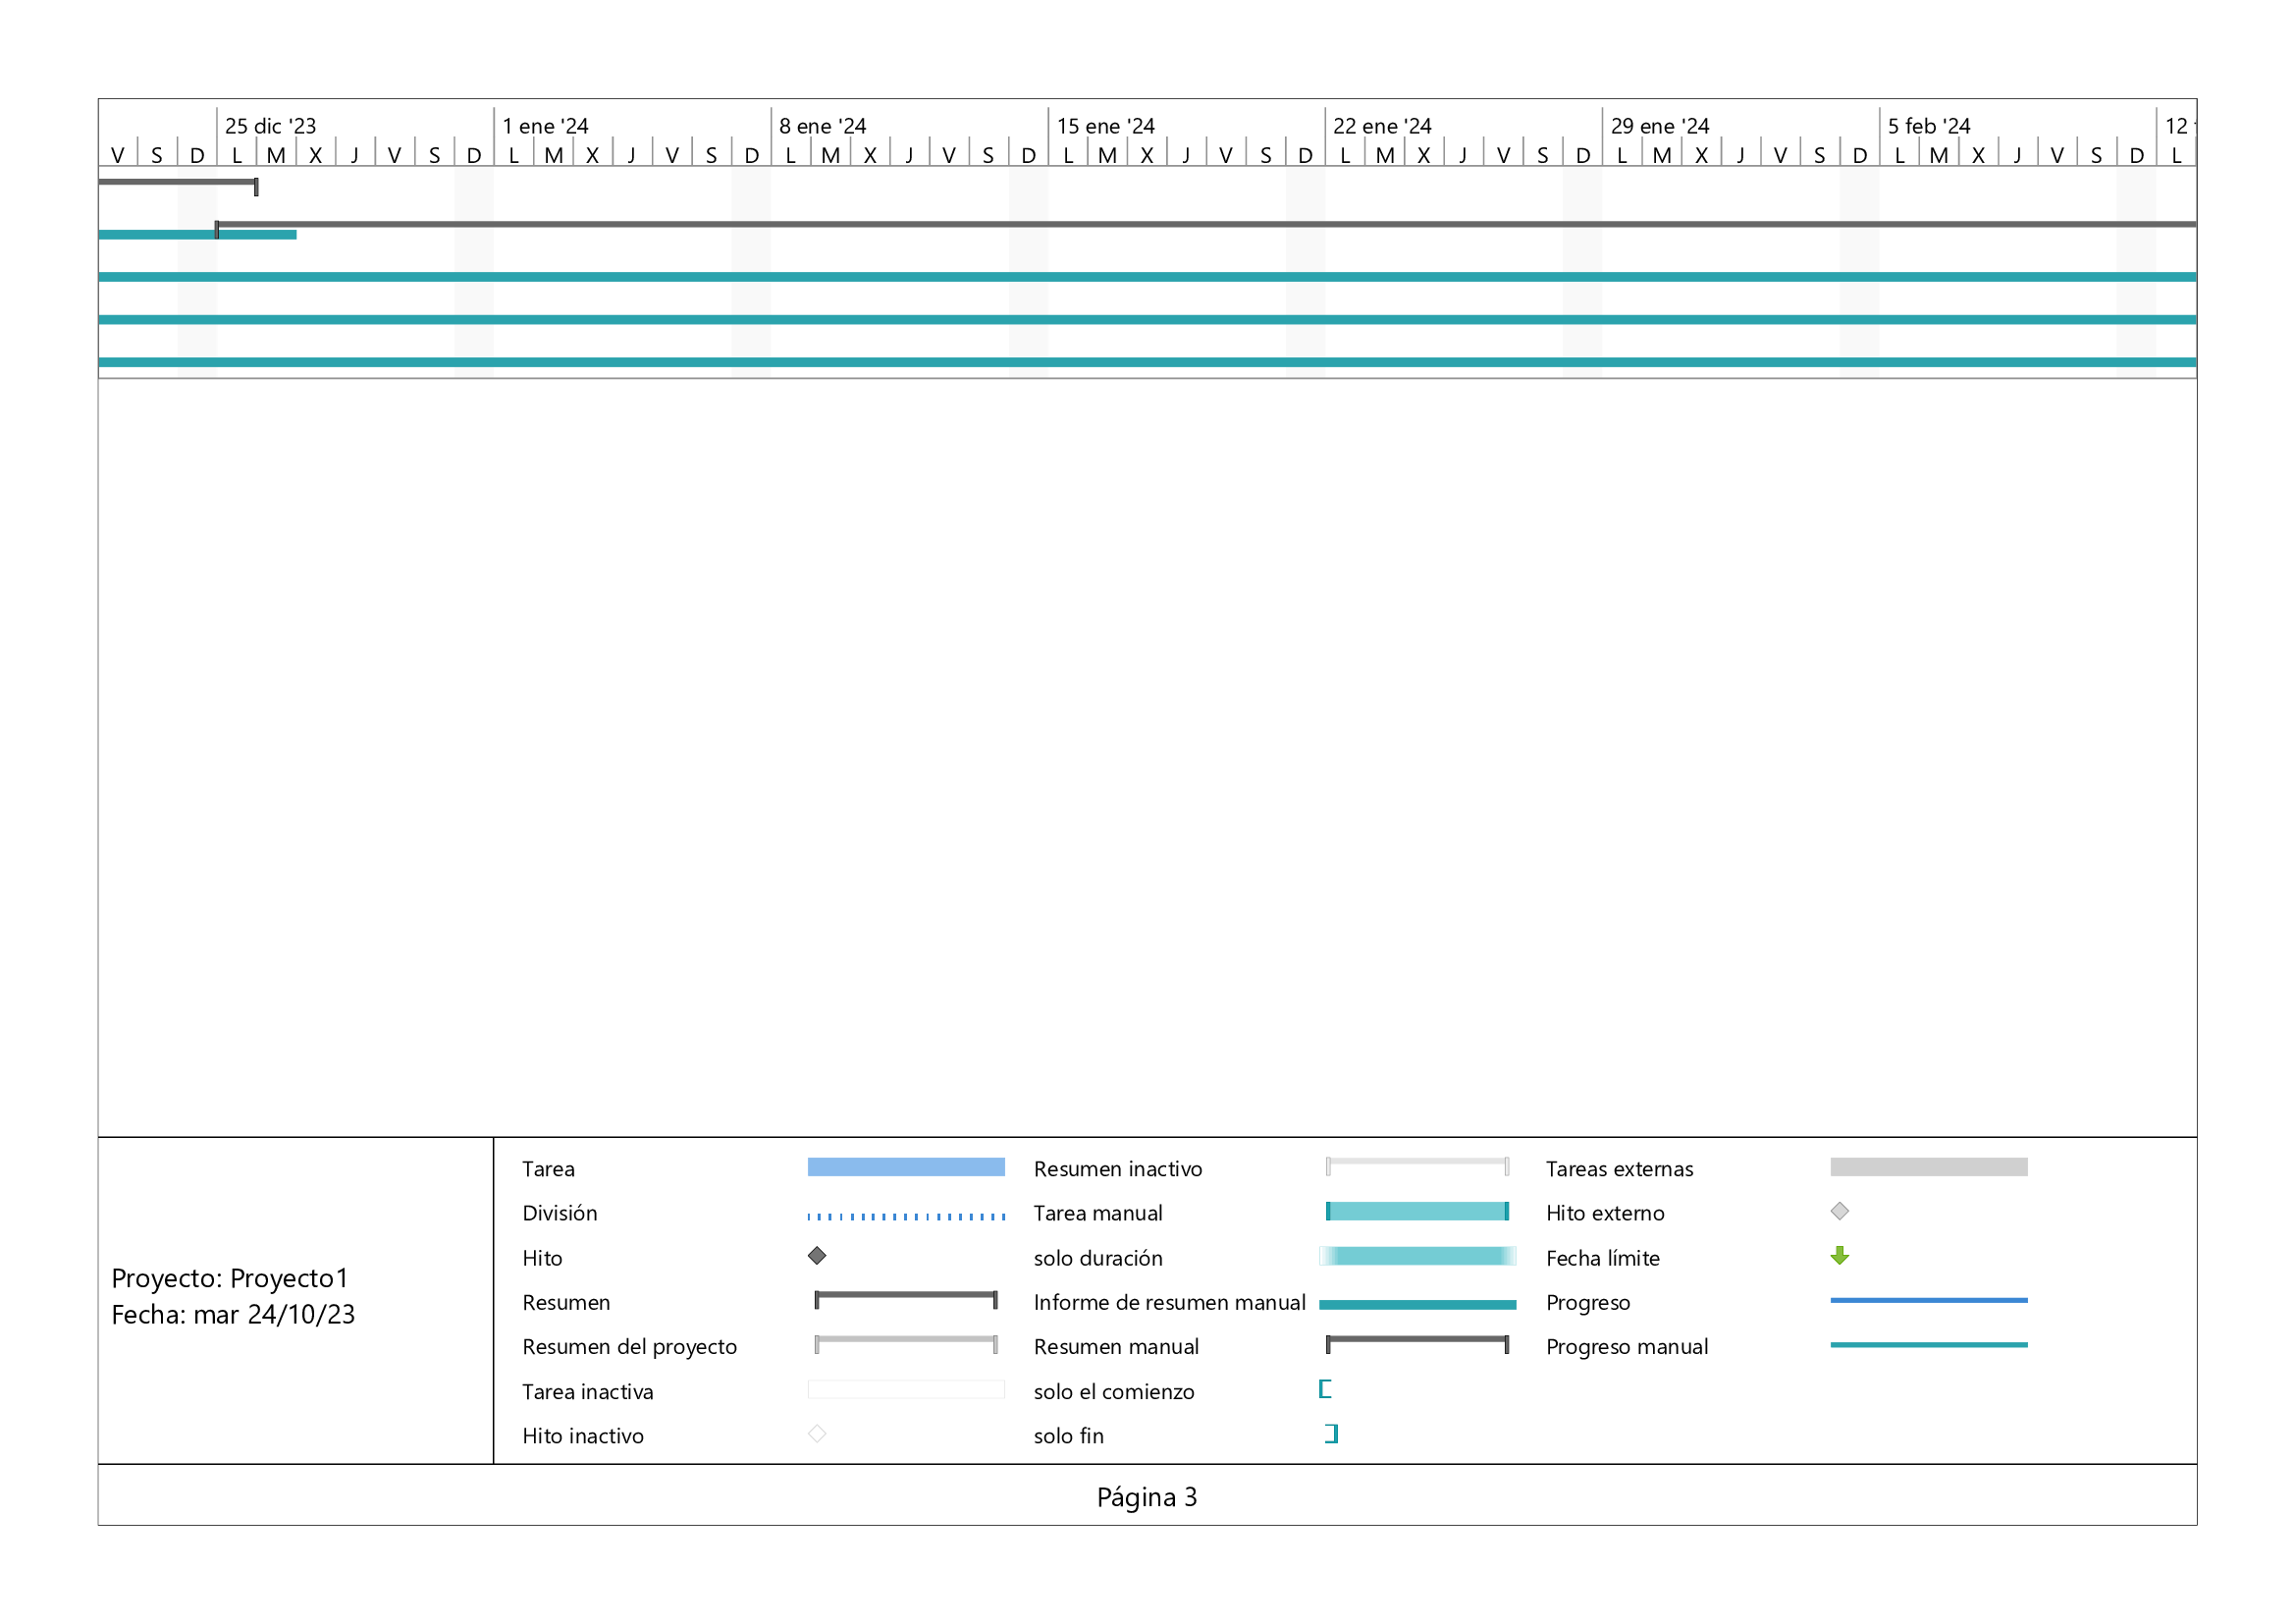 25 dic '23 1 ene '24 8 ene '24 15 ene '24 22 ene '24 29 ene '24 5 feb '24 12
V S D L M X J V S D L M X J V S D L M X J V S D L M X J V S D L M X J V S D L M X J V S D L M X J V S D L
Tarea Resumen inactivo Tareas externas
División Tarea manual Hito externo
Hito solo duración Fecha límite
Proyecto: Proyecto1
Fecha: mar 24/10/23
Resumen Informe de resumen manual Progreso
Resumen del proyecto Resumen manual Progreso manual
Tarea inactiva solo el comienzo
Hito inactivo solo fin
Página 3